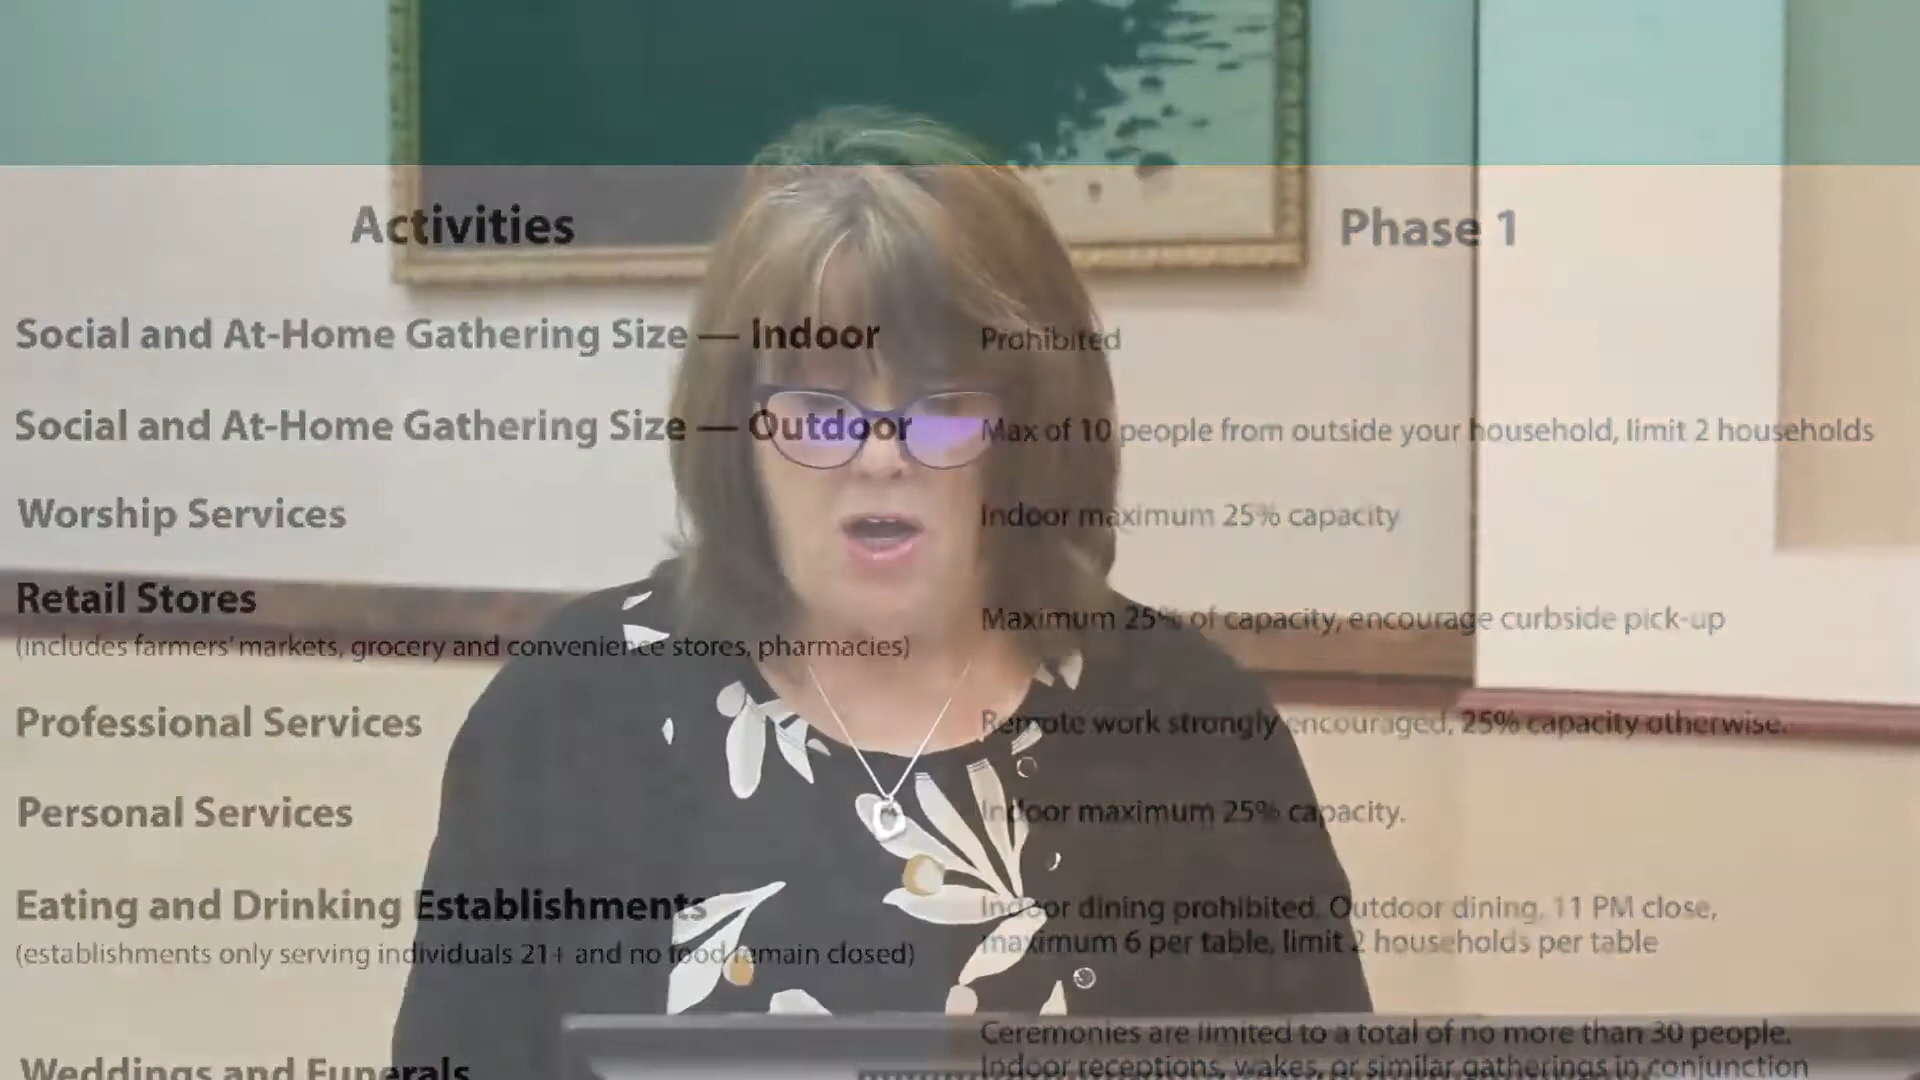 Activities
Phase 1
Social and At-Home Gathering Size — Indoor
Prohibited
Social and At-Home Gathering Size — Outdoor
Max of 10 people from outside your household, limit 2 households
Worship Services
Indoor maximum 25% capacity
Retail Stores
(includes farmers' markets, grocery and convenience stores, pharmacies)
Maximum 25% of capacity, encourage curbside pick-up
Professional Services
Remote work strongly encouraged, 25% capacity otherwise.
Personal Services
Indoor maximum 25% capacity.
Eating and Drinking Establishments
(establishments only serving individuals 21+ and no food remain closed)
Indoor dining prohibited. Outdoor dining, 11 PM close,
maximum 6 per table, limit 2 households per table
Weddings and Funerals
Ceremonies are limited to a total of no more than 30 people.
Indoor receptions, wakes, or similar gatherings in conjunction